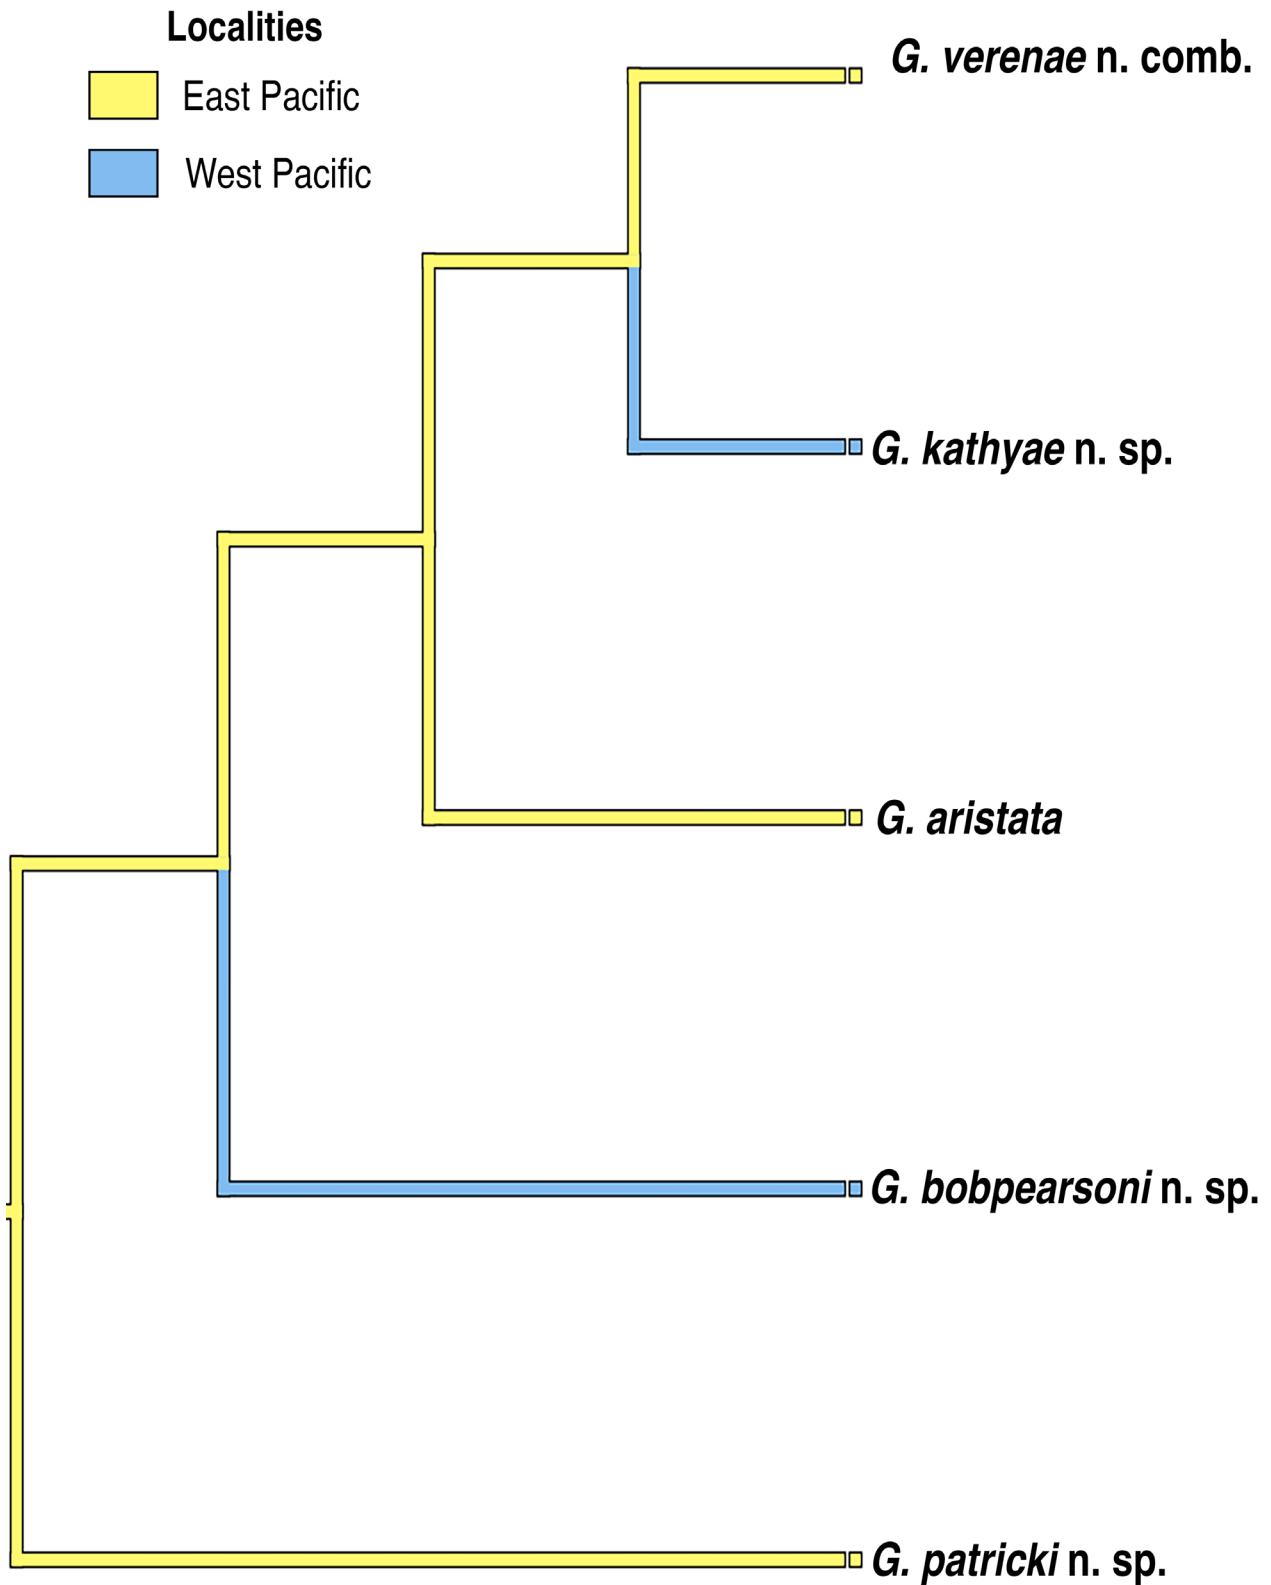 Localities
East Pacific
West Pacific
G. verenae n. comb.
G. kathyae n. sp.
G. aristata
G. bobpearsoni n. sp.
G. patricki n. sp.